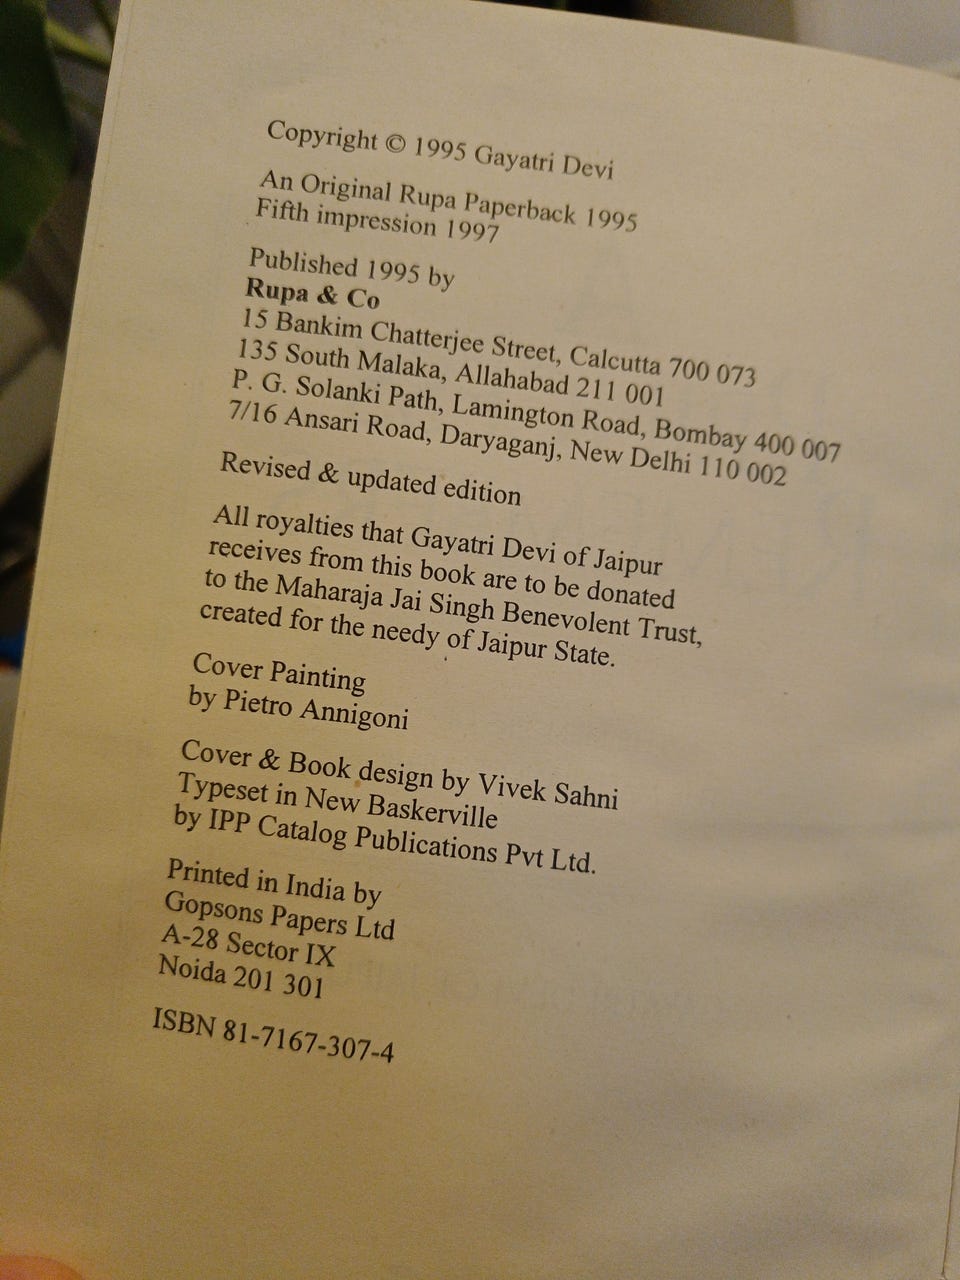 Copyright © 1995 Gayatri Devi
An Original Rupa Paperback 1995
Fifth impression 1997
Published 1995 by
Rupa & Co
15 Bankim Chatterjee Street, Calcutta 700 073
135 South Malaka, Allahabad 211 001
P. G. Solanki Path, Lamington Road, Bombay 400 007
7/16 Ansari Road, Daryaganj, New Delhi 110 002
Revised & updated edition
All royalties that Gayatri Devi of Jaipur
receives from this book are to be donated
to the Maharaja Jai Singh Benevolent Trust,
created for the needy of Jaipur State.
Cover Painting
by Pietro Annigoni
Cover & Book design by Vivek Sahni
Typeset in New Baskerville
by IPP Catalog Publications Pvt Ltd.
Printed in India by
Gopsons Papers Ltd
A-28 Sector IX
Noida 201 301
ISBN 81-7167-307-4